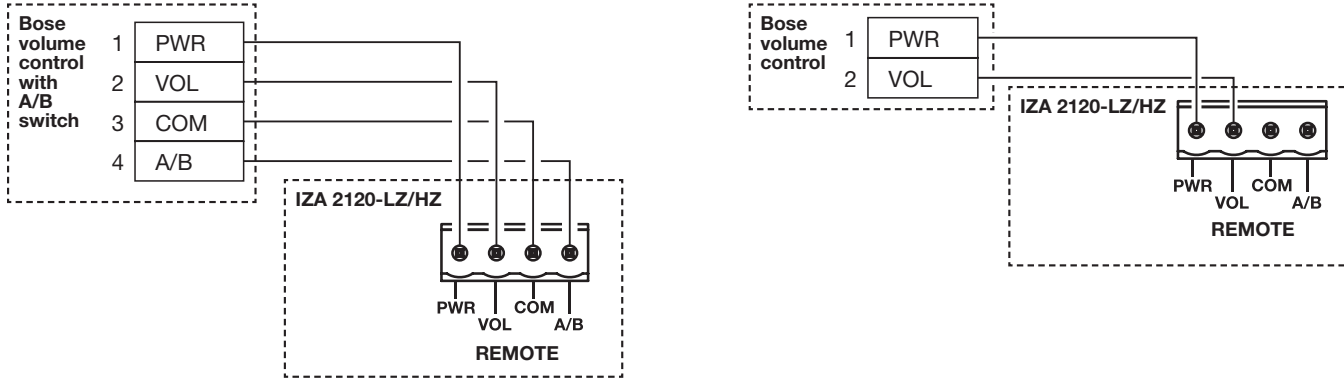 Bose
volume
control
with
A/B
switch
1 PWR
2 VOL
3 COM
4 A/B
IZA 2120-LZ/HZ
PWR
VOL
COM
A/B
REMOTE
Bose
volume
control
1 PWR
2 VOL
IZA 2120-LZ/HZ
PWR
VOL
COM
A/B
REMOTE